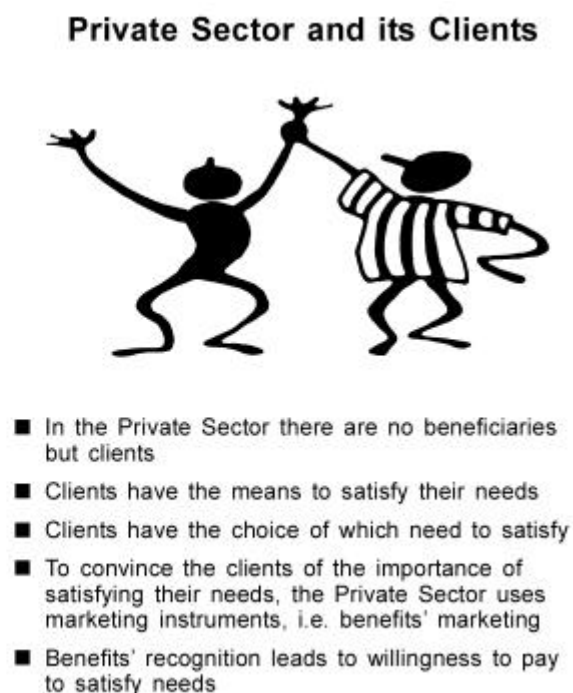 Private Sector and its Clients
■ In the Private Sector there are no beneficiaries
but clients
■ Clients have the means to satisfy their needs
■ Clients have the choice of which need to satisfy
■ To convince the clients of the importance of
satisfying their needs, the Private Sector uses
marketing instruments, i.e. benefits' marketing
■ Benefits' recognition leads to willingness to pay
to satisfy needs